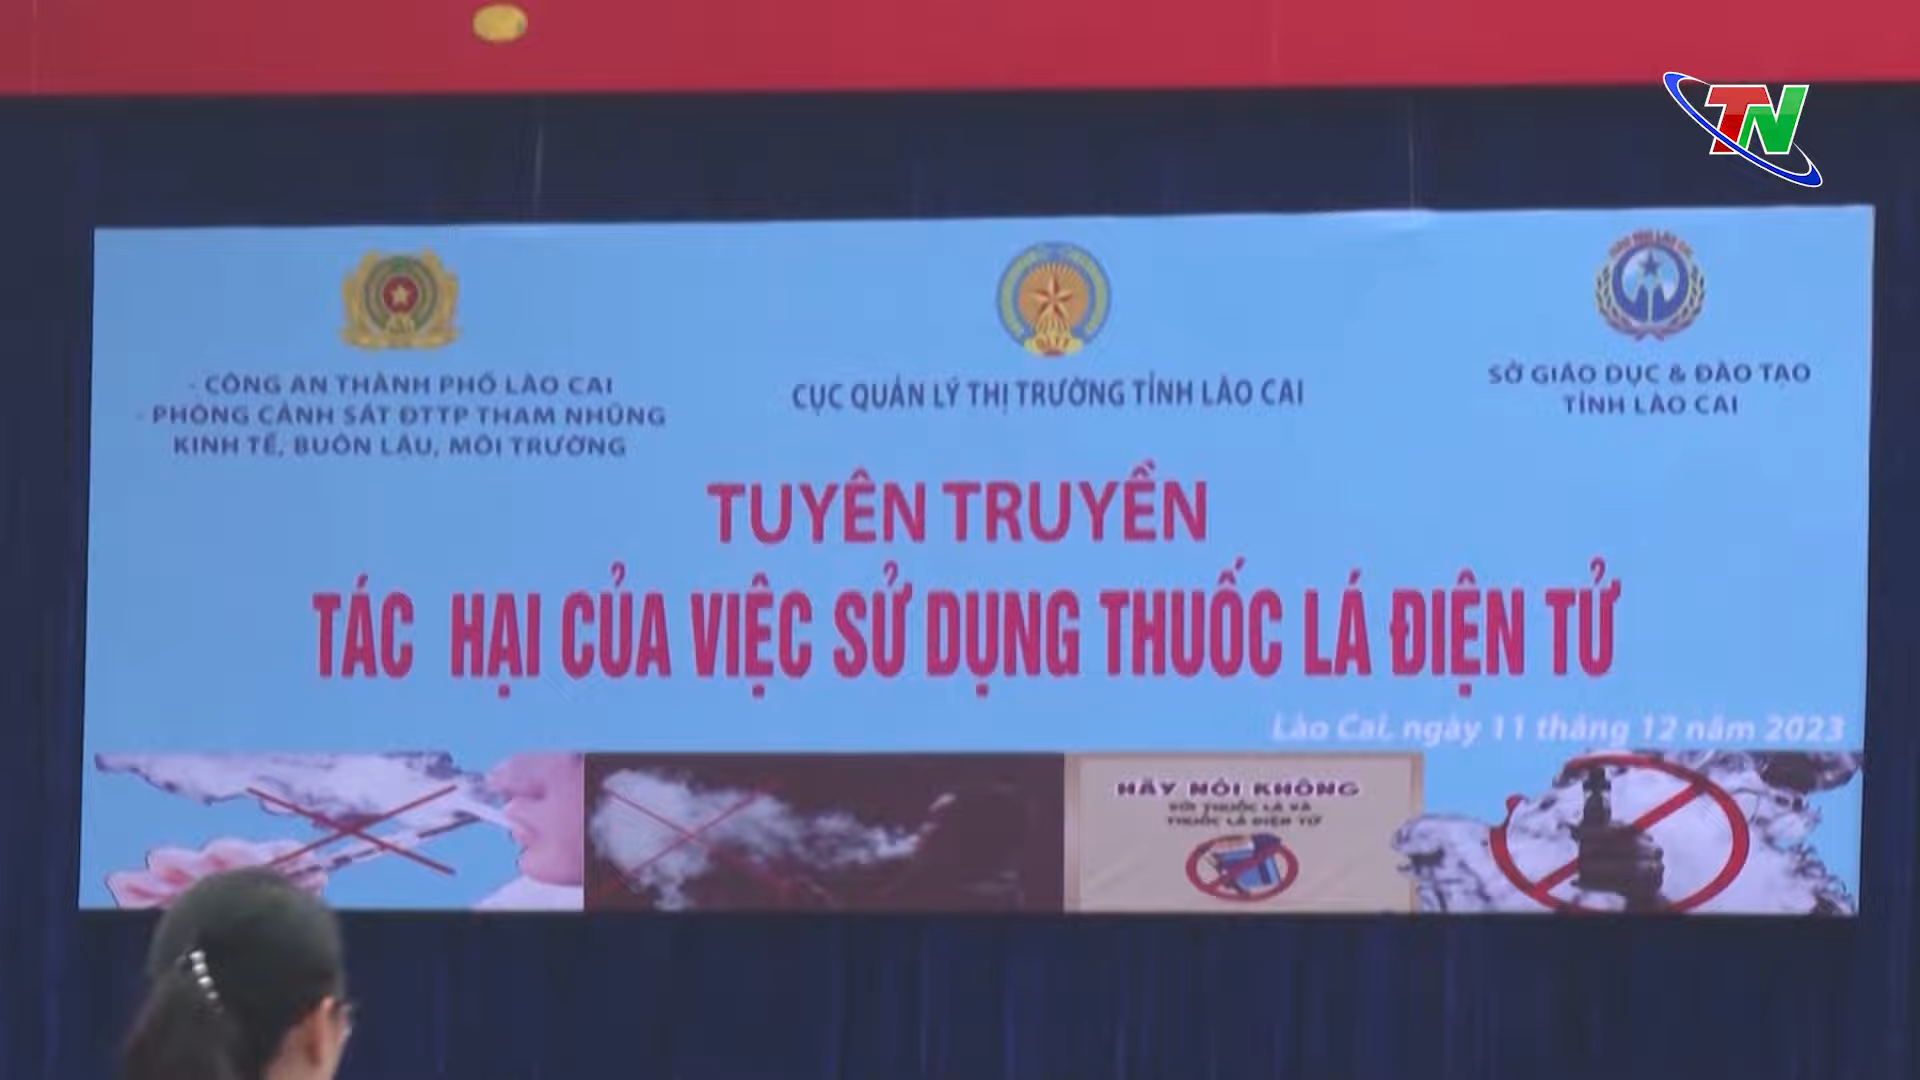 TN
- CÔNG AN THÀNH PHỐ LÀO CAI
- PHÒNG CẢNH SÁT ĐTTP THAM NHŨNG
KINH TẾ, BUÔN LẬU, MÔI TRƯỜNG
CỤC QUẢN LÝ THỊ TRƯỜNG TỈNH LÀO CAI
SỞ GIÁO DỤC & ĐÀO TẠO
TỈNH LÀO CAI
TUYÊN TRUYỀN
TÁC HẠI CỦA VIỆC SỬ DỤNG THUỐC LÁ ĐIỆN TỬ
Lào Cai, ngày 11 tháng 12 năm 2023
HÃY NÓI KHÔNG
VỚI THUỐC LÁ VÀ
THUỐC LÁ ĐIỆN TỬ